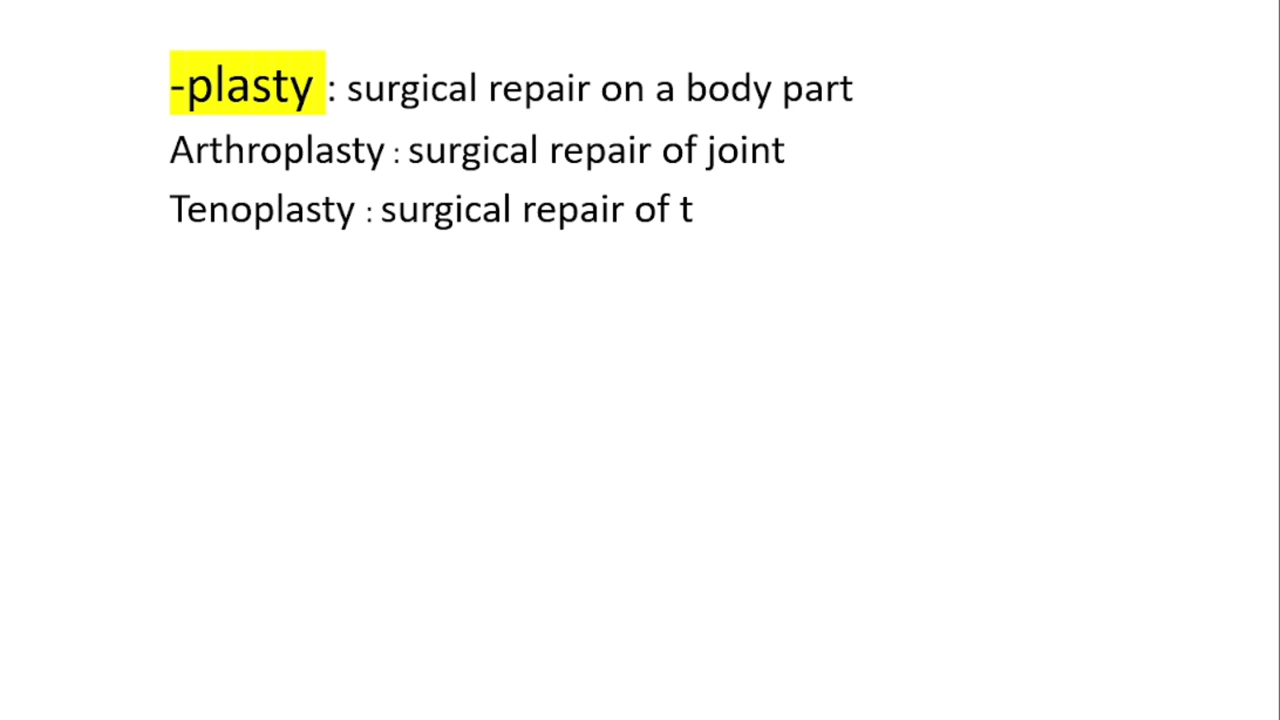 -plasty : surgical repair on a body part
Arthroplasty : surgical repair of joint
Tenoplasty : surgical repair of t